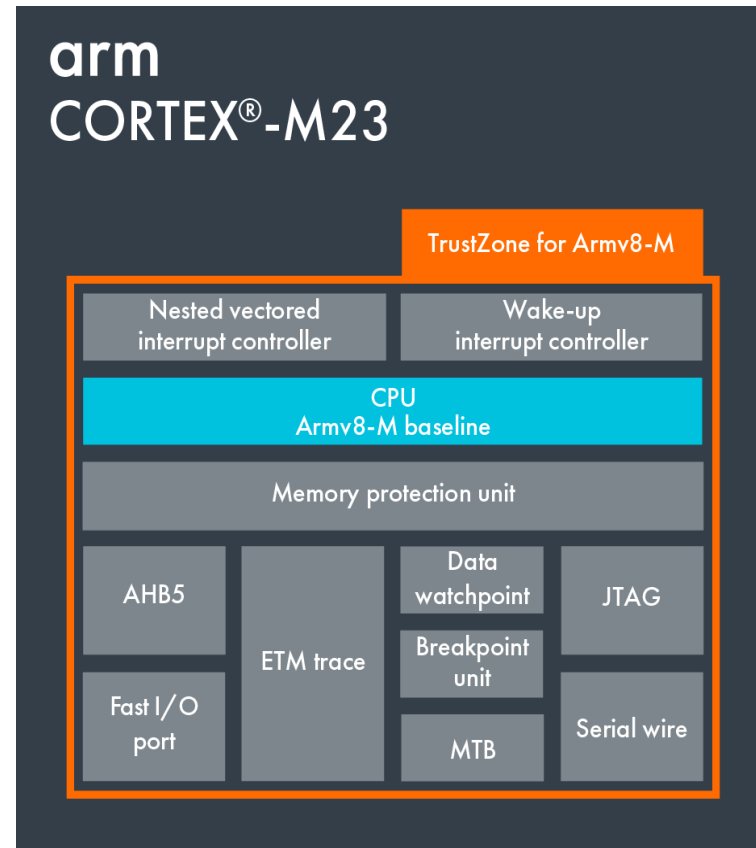 arm
CORTEX®-M23
TrustZone for Armv8-M
Nested vectored
interrupt controller
Wake-up
interrupt controller
CPU
Armv8-M baseline
Memory protection unit
AHB5
ETM trace
Data
watchpoint
JTAG
Breakpoint
unit
Fast I/O
port
MTB
Serial wire